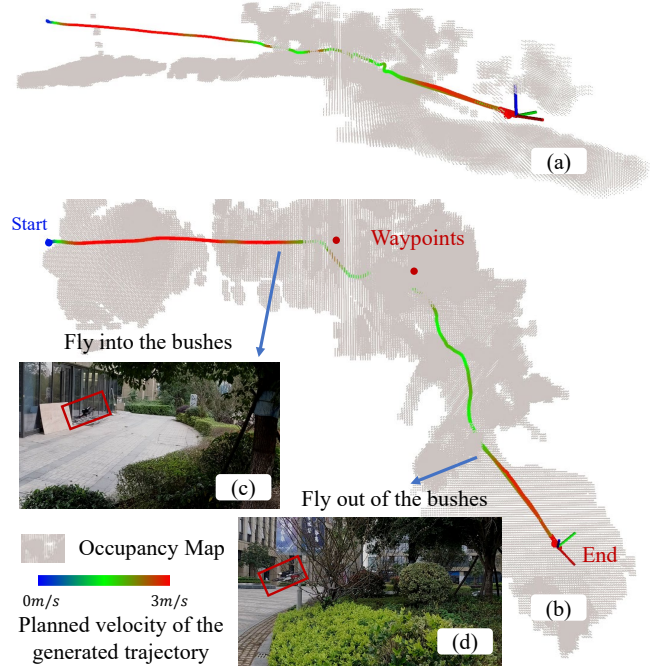 (a)
Start
Waypoints
Fly into the bushes
(c)
Fly out of the bushes
End
(b)
(d)
Occupancy Map
0m/s
3m/s
Planned velocity of the
generated trajectory